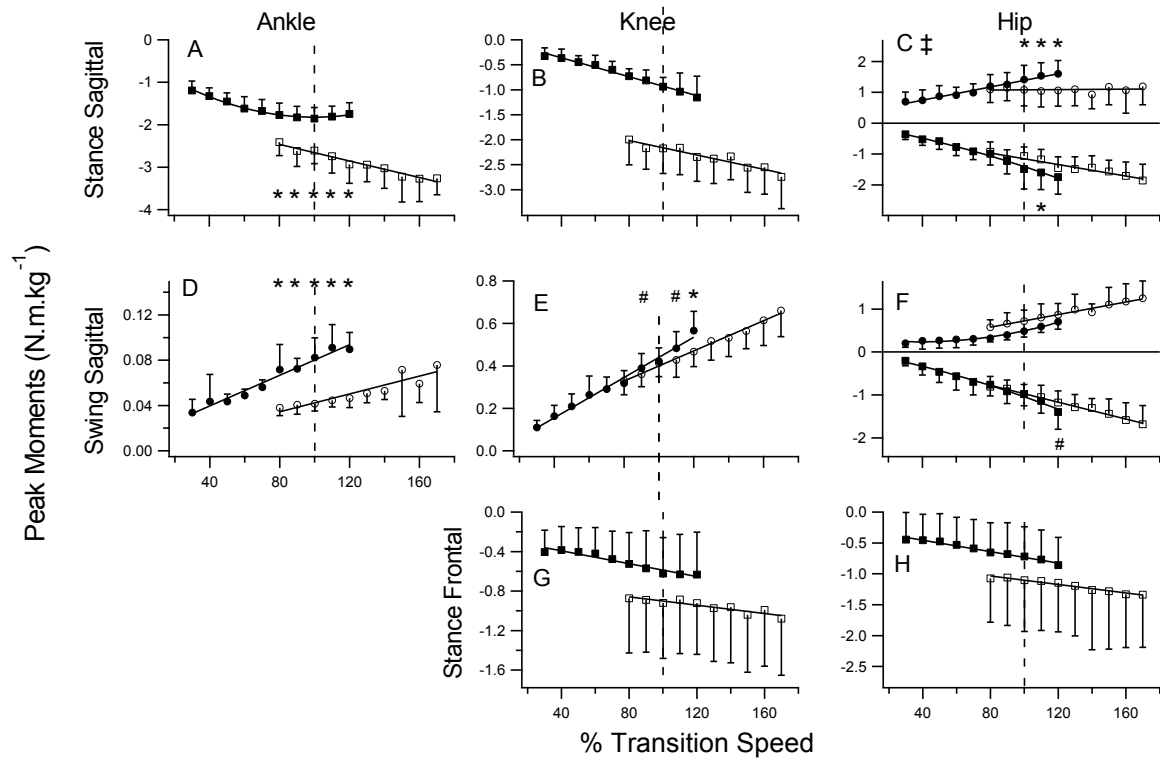 Ankle
Knee
Hip
Peak Moments (N.m.kg-1)
Stance Sagittal
A
0
-1
-2
-3
-4
* * * * *
B
0.0
-0.5
-1.0
-1.5
-2.0
-2.5
-3.0
C ‡
* * *
2
1
0
-1
-2
*
Swing Sagittal
D
* * * * *
0.12
0.08
0.04
0.00
40
80
120
160
E
# # *
0.8
0.6
0.4
0.2
0.0
F
1
0
-1
-2
#
Stance Frontal
G
0.0
-0.4
-0.8
-1.2
-1.6
40
80
120
160
H
0.0
-0.5
-1.0
-1.5
-2.0
-2.5
40
80
120
160
% Transition Speed